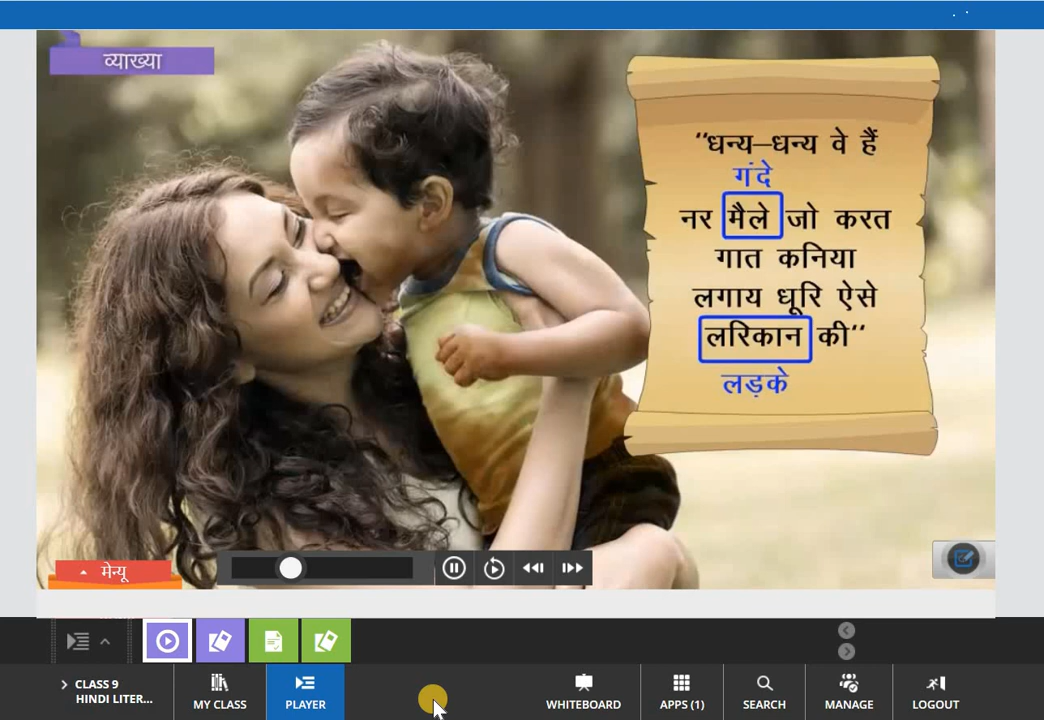 व्याख्या
“धन्य–धन्य वे हैं
गंदे
नर मैले जो करत
गात कनिया
लगाय धूरि ऐसे
लरिकान की“
लड़के
मेन्यू
CLASS 9
HINDI LITER...
MY CLASS
PLAYER
WHITEBOARD
APPS (1)
SEARCH
MANAGE
LOGOUT